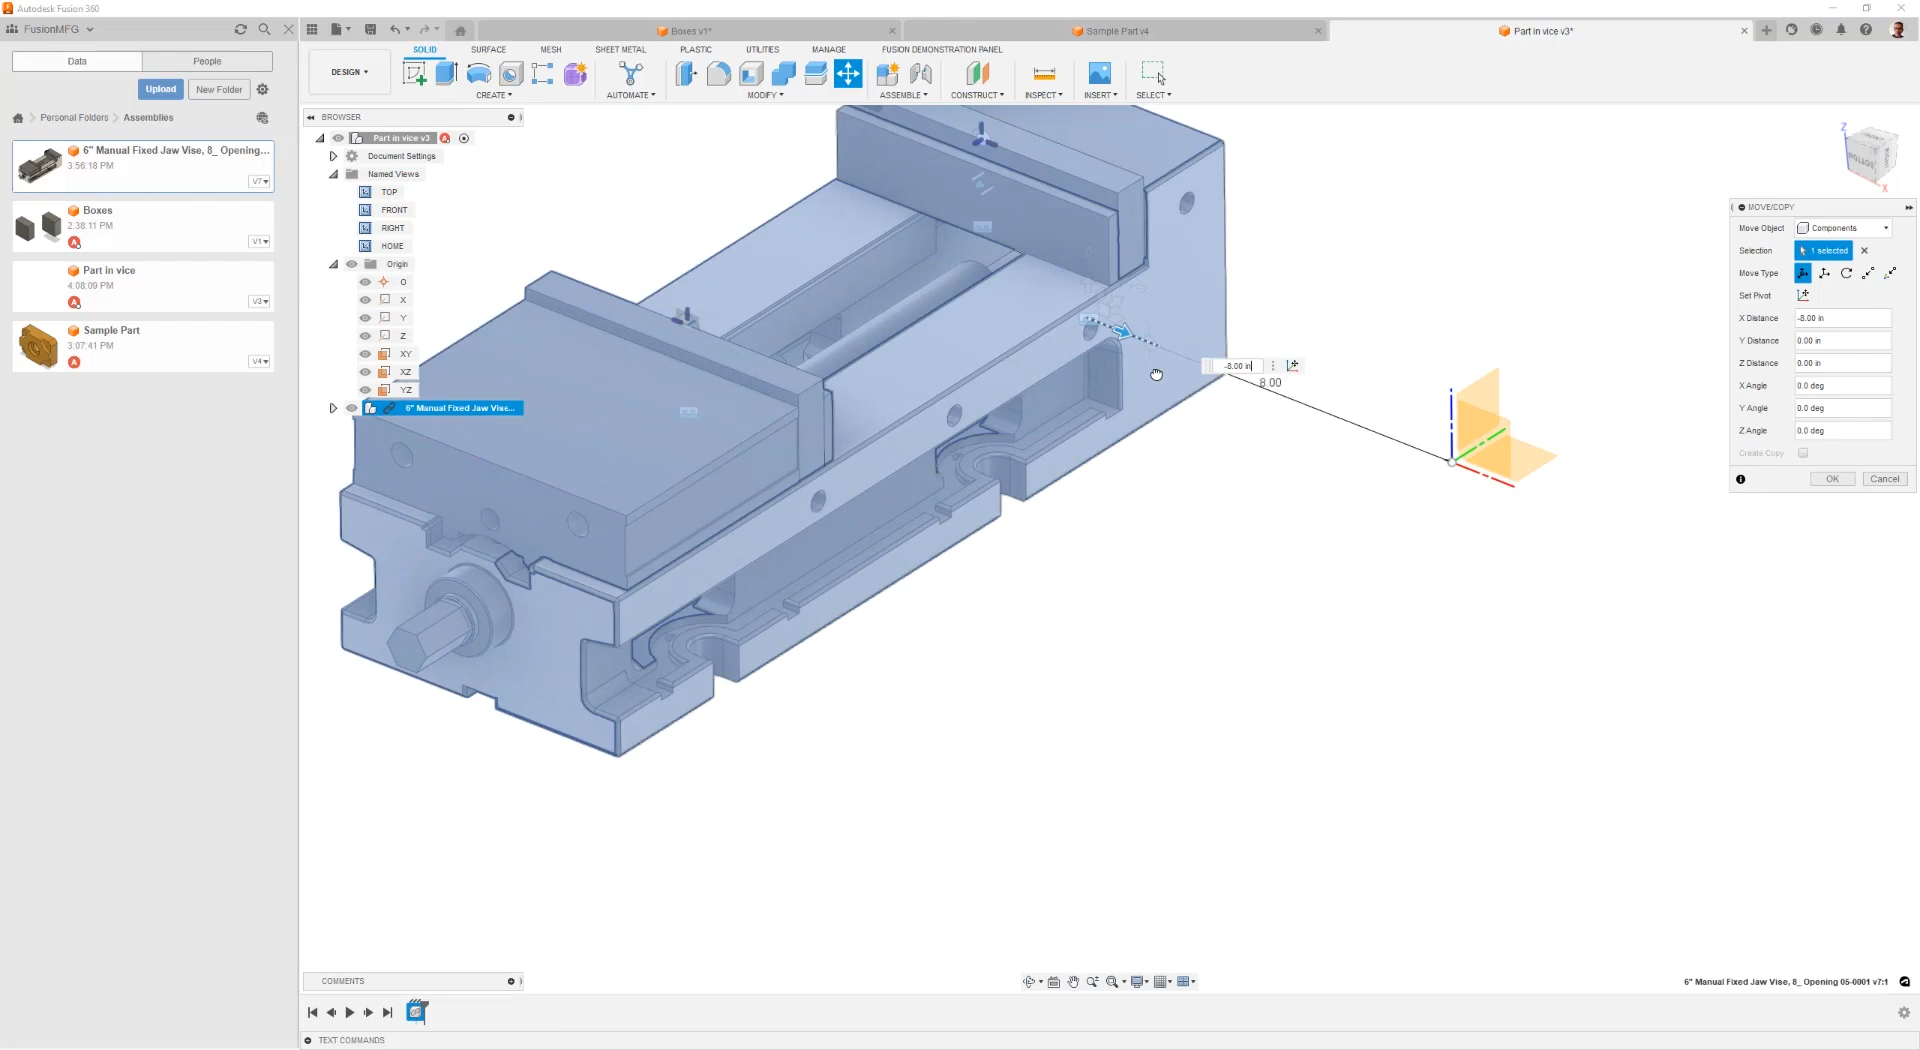 Autodesk Fusion 360
FusionMFG
Boxes v1*
Sample Part v4
Part in vice v3*
Data
People
Upload
New Folder
Personal Folders
Assemblies
6" Manual Fixed Jaw Vise, 8_ Opening...
3:56:18 PM
V7
Boxes
2:38:11 PM
V1
Part in vice
4:08:09 PM
V3
Sample Part
3:07:41 PM
V4
DESIGN
SOLID
SURFACE
MESH
SHEET METAL
PLASTIC
UTILITIES
MANAGE
FUSION DEMONSTRATION PANEL
CREATE
AUTOMATE
MODIFY
ASSEMBLE
CONSTRUCT
INSPECT
INSERT
SELECT
BROWSER
Part in vice v3
Document Settings
Named Views
TOP
FRONT
RIGHT
HOME
Origin
O
X
Y
Z
XY
XZ
YZ
6" Manual Fixed Jaw Vise...
-8.00 in
8.00
Z
BOTTOM
X
MOVE/COPY
Move Object
Components
Selection
1 selected
Move Type
Set Pivot
X Distance
-8.00 in
Y Distance
0.00 in
Z Distance
0.00 in
X Angle
0.0 deg
Y Angle
0.0 deg
Z Angle
0.0 deg
Create Copy
OK
Cancel
COMMENTS
6" Manual Fixed Jaw Vise, 8_ Opening 05-0001 v7:1
TEXT COMMANDS